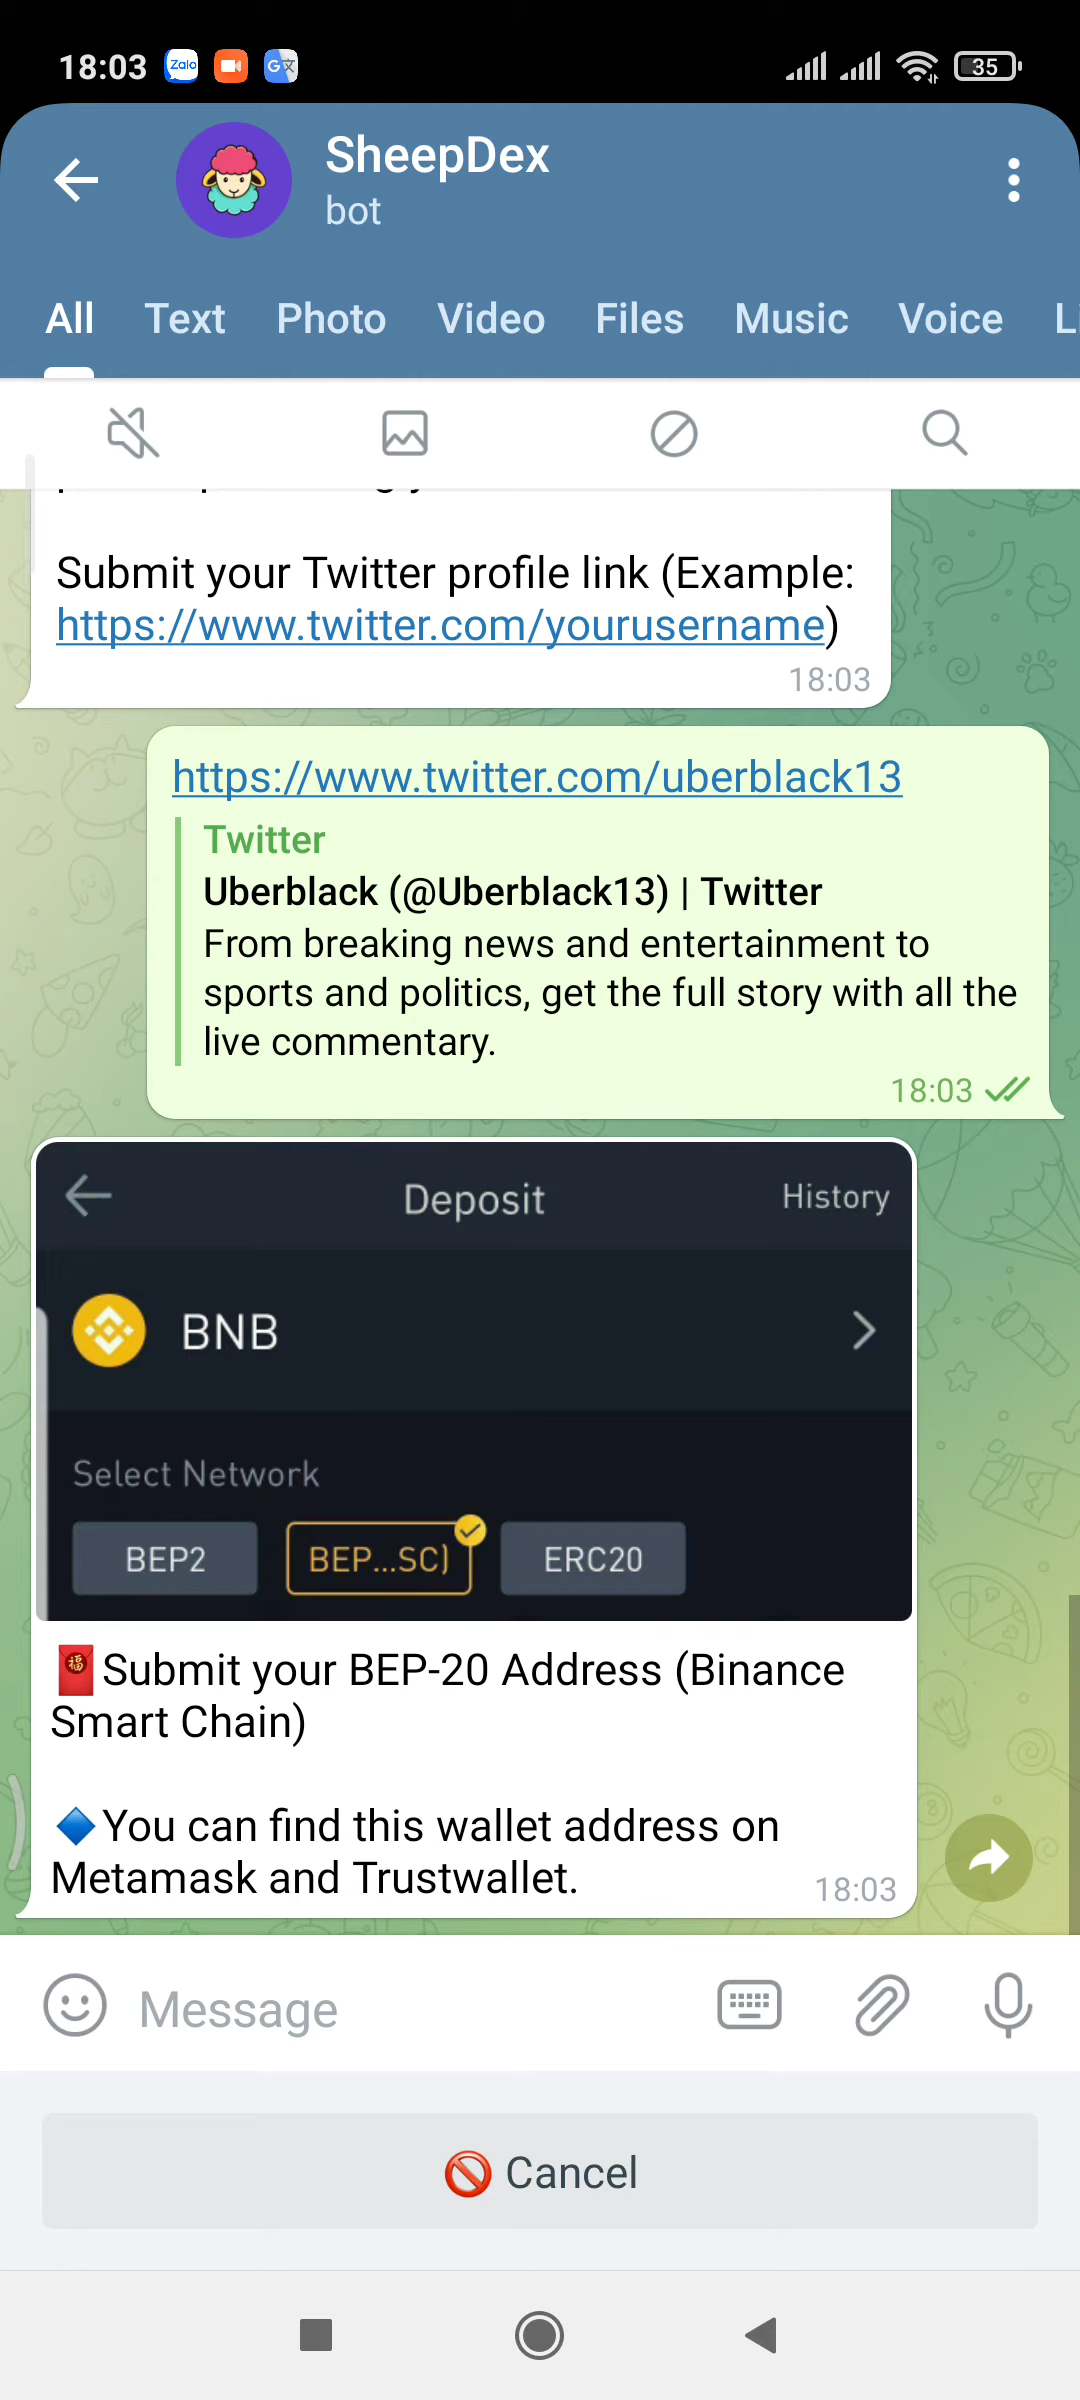 18:03 Zalo 35
SheepDex
bot
All Text Photo Video Files Music Voice
Submit your Twitter profile link (Example:
https://www.twitter.com/yourusername)
18:03
https://www.twitter.com/uberblack13
Twitter
Uberblack (@Uberblack13) | Twitter
From breaking news and entertainment to
sports and politics, get the full story with all the
live commentary.
18:03
Deposit History
BNB
Select Network
BEP2 BEP...SC) ERC20
🧧Submit your BEP-20 Address (Binance
Smart Chain)
🔷You can find this wallet address on
Metamask and Trustwallet.
18:03
Message
🚫 Cancel